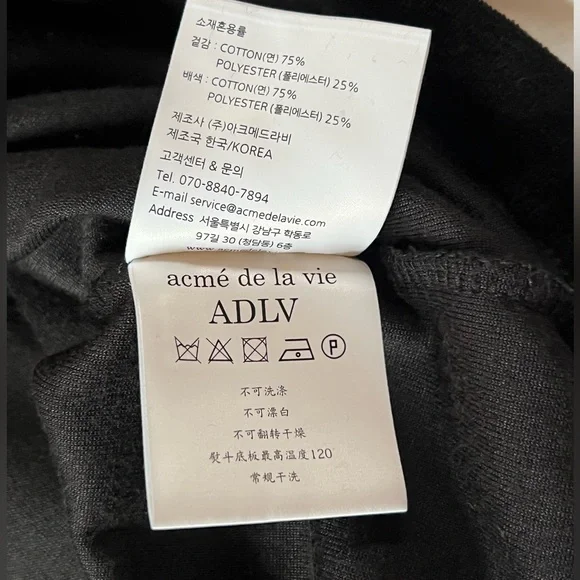 소재혼용률
겉감 : COTTON(면) 75%
POLYESTER (폴리에스터) 25%
배색 : COTTON(면) 75%
POLYESTER (폴리에스터) 25%
제조사 (주)아크메드라비
제조국 한국/KOREA
고객센터 & 문의
Tel. 070-8840-7894
E-mail service@acmedelavie.com
Address 서울특별시 강남구 학동로
97길 30 (청담동) 6층
acmé de la vie
ADLV
P
不可洗涤
不可漂白
不可翻转干燥
熨斗底板最高温度120
常规干洗